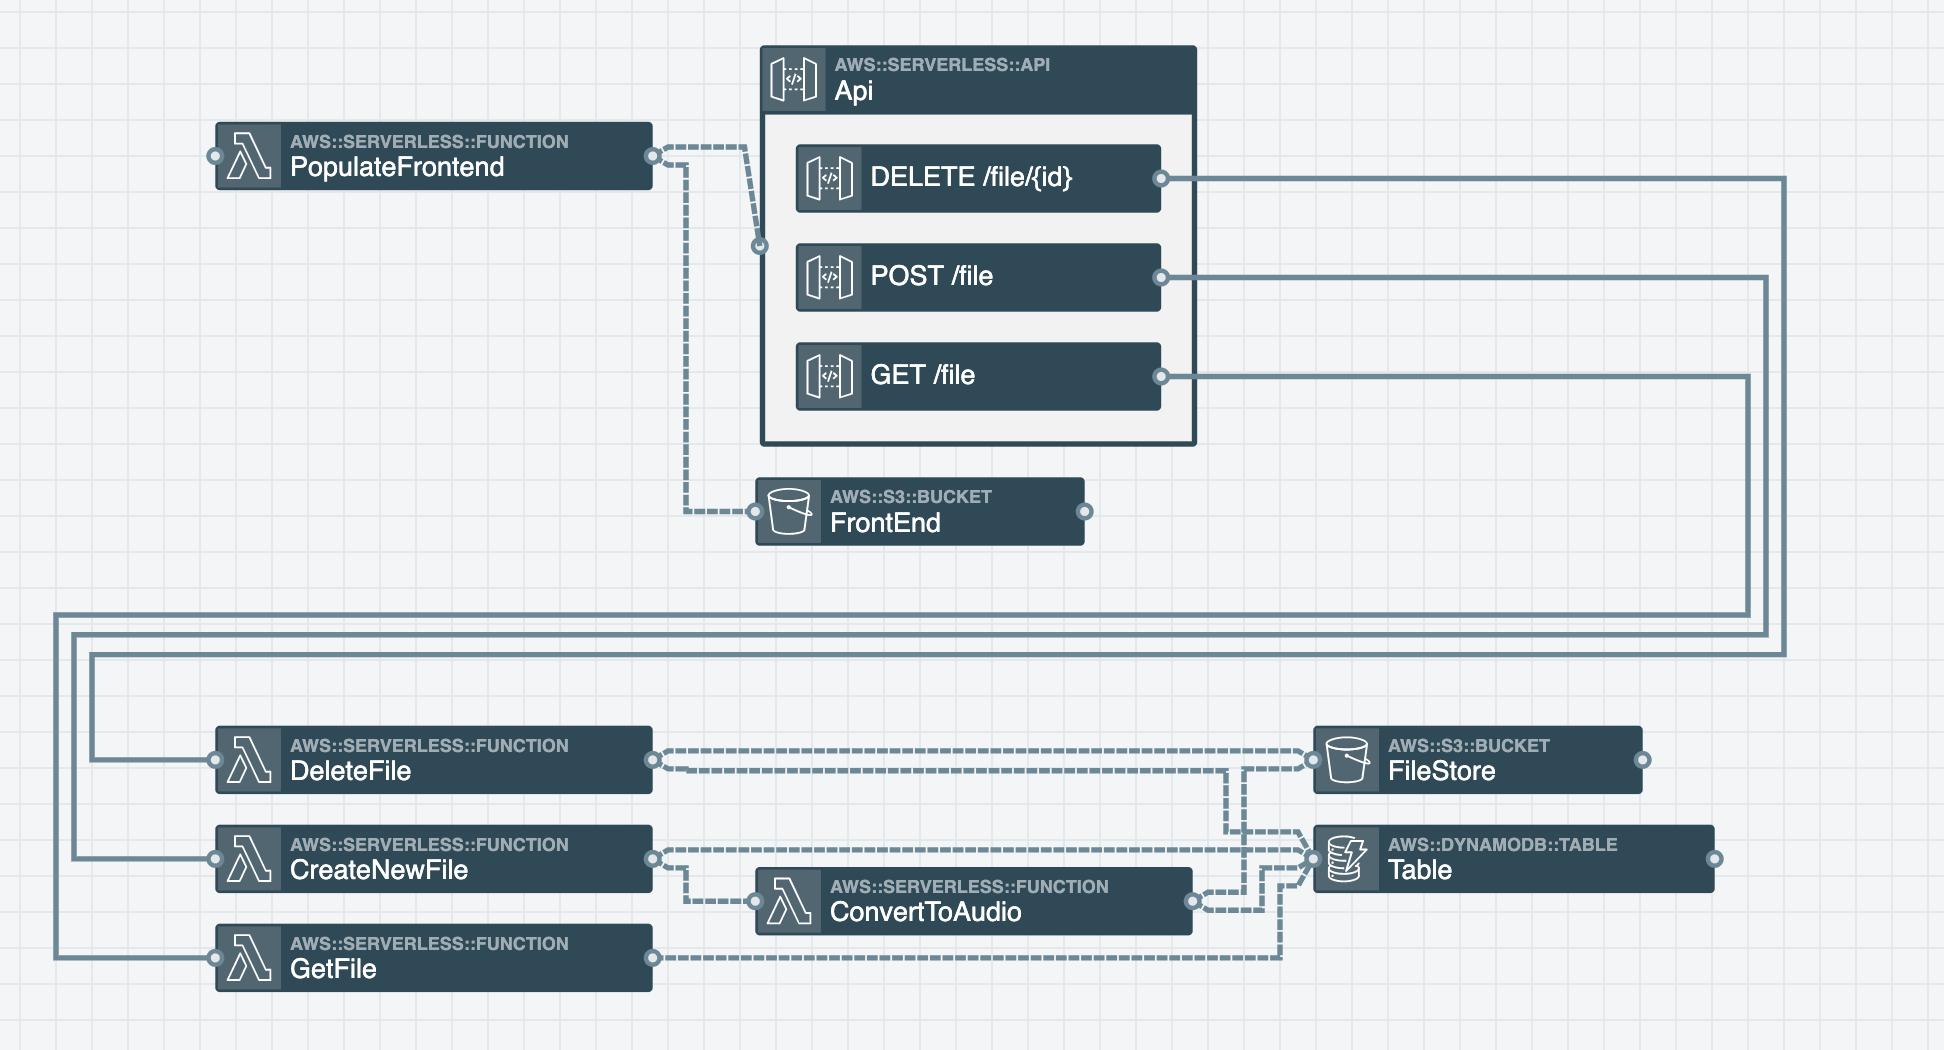 AWS::SERVERLESS::API
Api
AWS::SERVERLESS::FUNCTION
PopulateFrontend
DELETE /file/{id}
POST /file
GET /file
AWS::S3::BUCKET
FrontEnd
AWS::SERVERLESS::FUNCTION
DeleteFile
AWS::S3::BUCKET
FileStore
AWS::SERVERLESS::FUNCTION
CreateNewFile
AWS::DYNAMODB::TABLE
Table
AWS::SERVERLESS::FUNCTION
ConvertToAudio
AWS::SERVERLESS::FUNCTION
GetFile